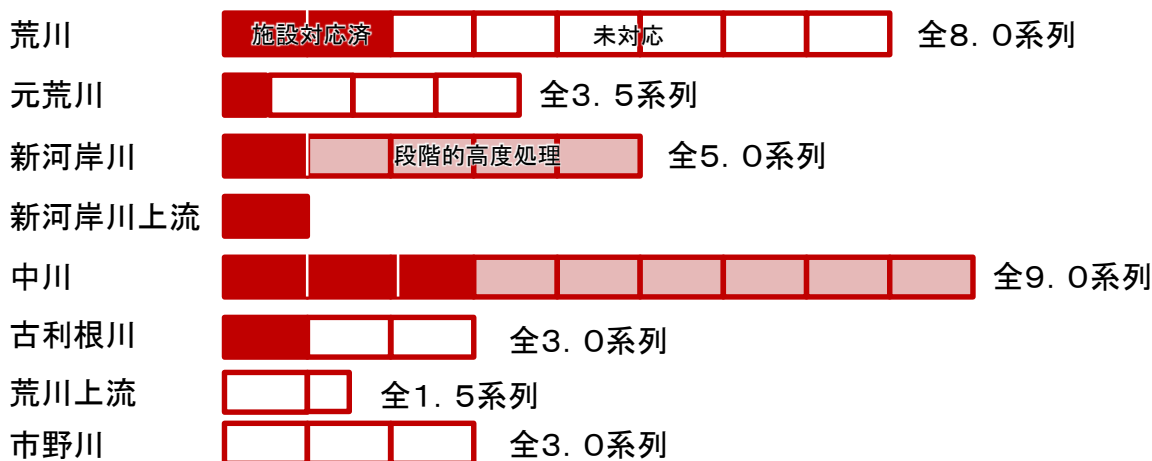 荒川 施設対応済 未対応 全8．0系列
元荒川 全3．5系列
新河岸川 段階的高度処理 全5．0系列
新河岸川上流
中川 全9．0系列
古利根川 全3．0系列
荒川上流 全1．5系列
市野川 全3．0系列